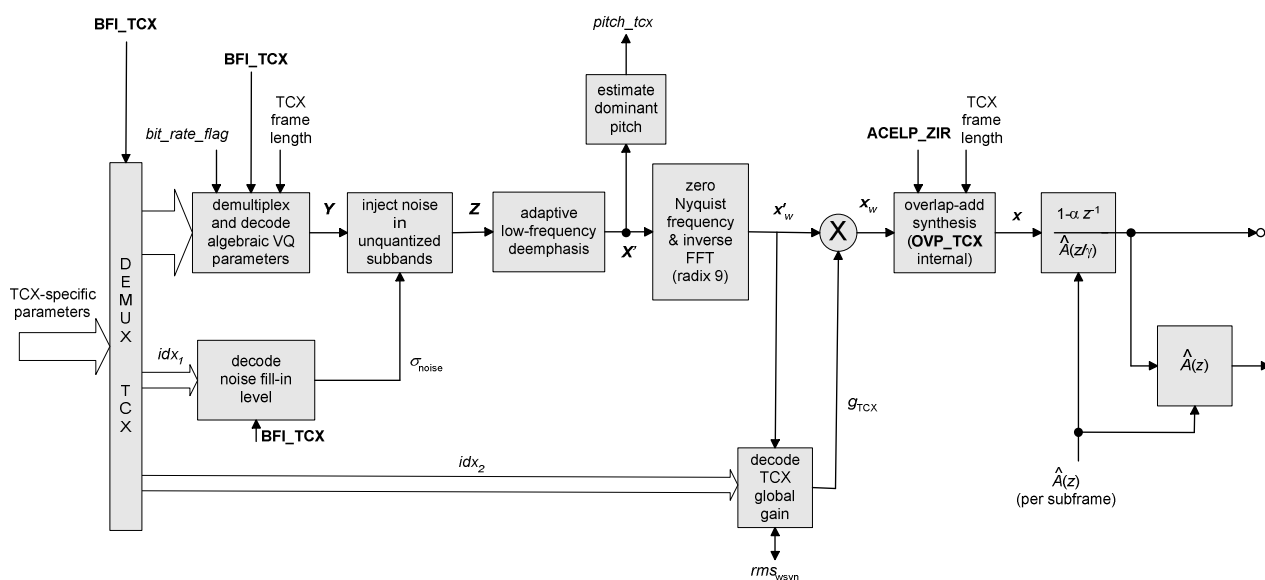 BFI_TCX
BFI_TCX
TCX
frame
length
bit_rate_flag
pitch_tcx
estimate
dominant
pitch
ACELP_ZIR
TCX
frame
length
demultiplex
and decode
algebraic VQ
parameters
Y
inject noise
in
unquantized
subbands
Z
adaptive
low-frequency
deemphasis
X'
zero
Nyquist
frequency
& inverse
FFT
(radix 9)
x'w
X
xw
overlap-add
synthesis
(OVP_TCX
internal)
x
1-α z⁻¹
Â(z/γ)
DEMUX TCX
TCX-specific
parameters
idx₁
decode
noise fill-in
level
BFI_TCX
σnoise
gTCX
Â(z)
idx₂
decode
TCX
global
gain
rmswsyn
Â(z)
(per subframe)